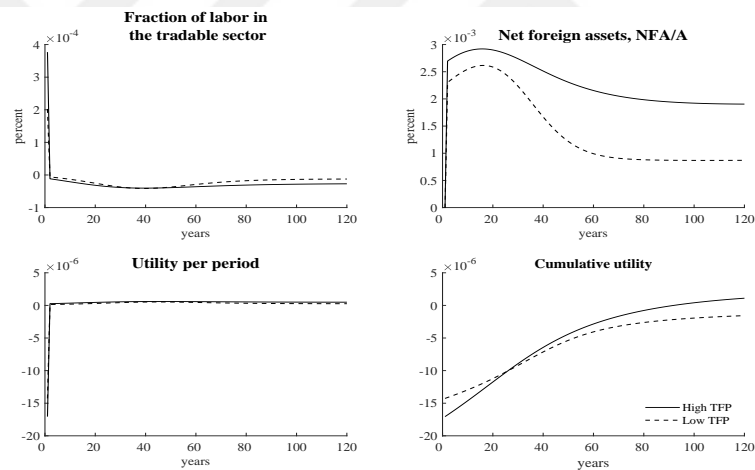 Fraction of labor in
the tradable sector
×10⁻⁴
4
3
2
1
0
-1
percent
0 20 40 60 80 100 120
years
Net foreign assets, NFA/A
×10⁻³
3
2.5
2
1.5
1
0.5
0
percent
0 20 40 60 80 100 120
years
Utility per period
×10⁻⁶
5
0
-5
-10
-15
-20
0 20 40 60 80 100 120
years
Cumulative utility
×10⁻⁶
5
0
-5
-10
-15
-20
High TFP
Low TFP
0 20 40 60 80 100 120
years